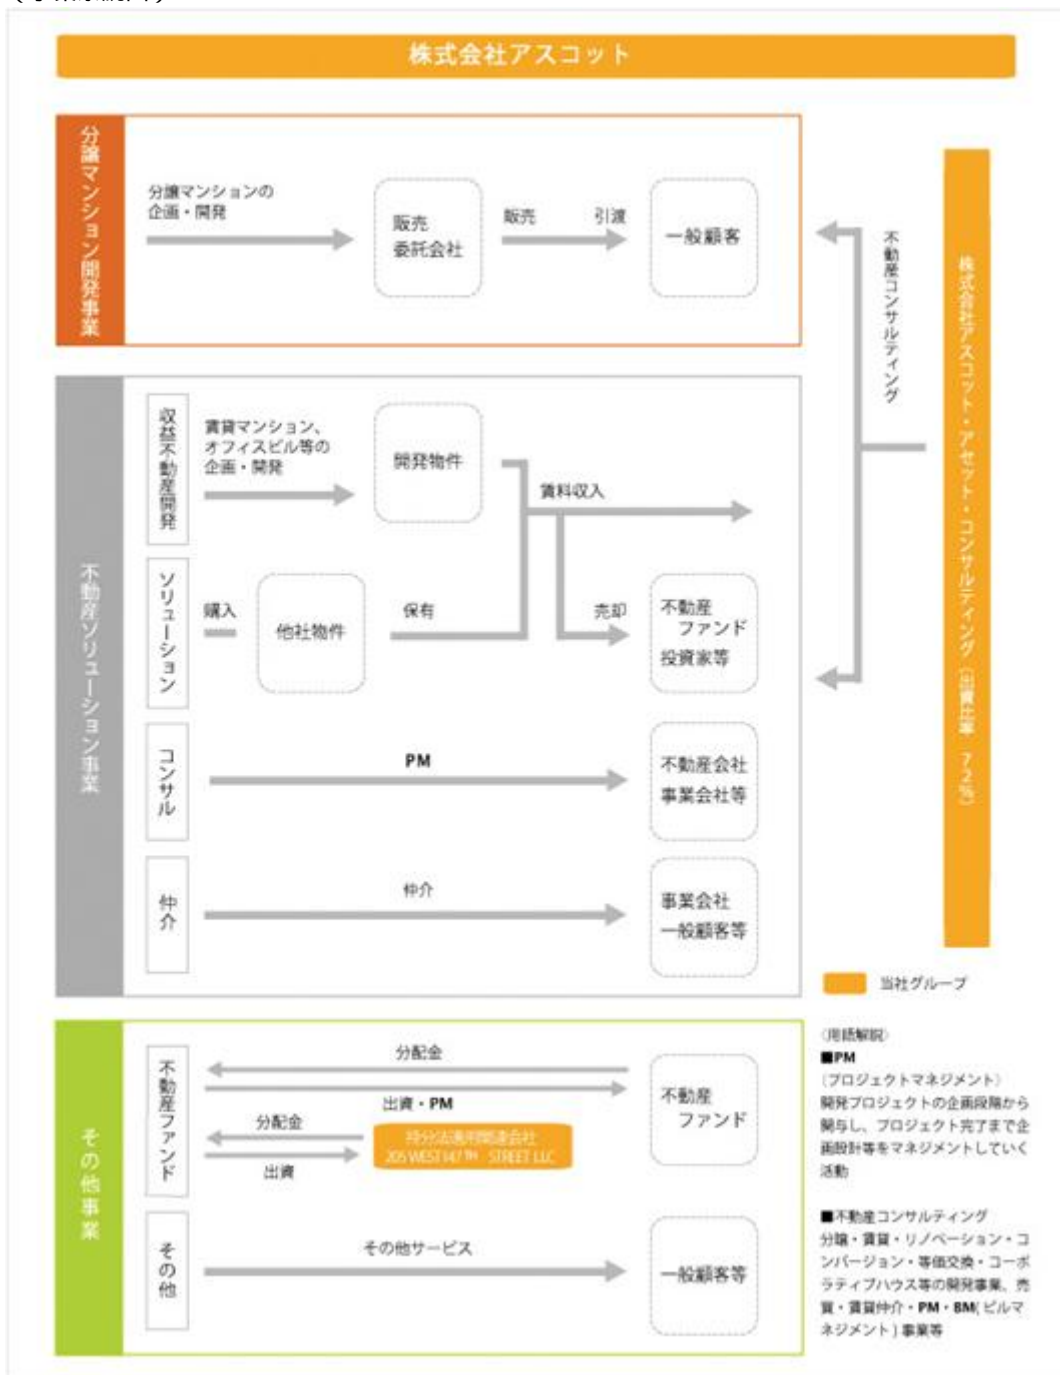 株式会社アスコット
分譲マンション開発事業
分譲マンションの
企画・開発
販売
委託会社
販売
引渡
一般顧客
不動産コンサルティング
株式会社アスコット・アセット・コンサルティング（出資比率 72%）
不動産ソリューション事業
収益不動産開発
賃貸マンション、
オフィスビル等の
企画・開発
開発物件
賃料収入
ソリューション
購入
他社物件
保有
売却
不動産
ファンド
投資家等
コンサル
PM
不動産会社
事業会社等
仲介
仲介
事業会社
一般顧客等
当社グループ
その他事業
不動産ファンド
分配金
出資・PM
不動産
ファンド
分配金
出資
持分法適用関連会社
205 WEST147TH STREET LLC
その他
その他サービス
一般顧客等
〈用語解説〉
■PM
（プロジェクトマネジメント）
開発プロジェクトの企画段階から
関与し、プロジェクト完了まで企
画設計等をマネジメントしていく
活動
■不動産コンサルティング
分譲・賃貸・リノベーション・コ
ンバージョン・等価交換・コーポ
ラティブハウス等の開発事業、売
買・賃貸仲介・PM・BM(ビルマ
ネジメント)事業等